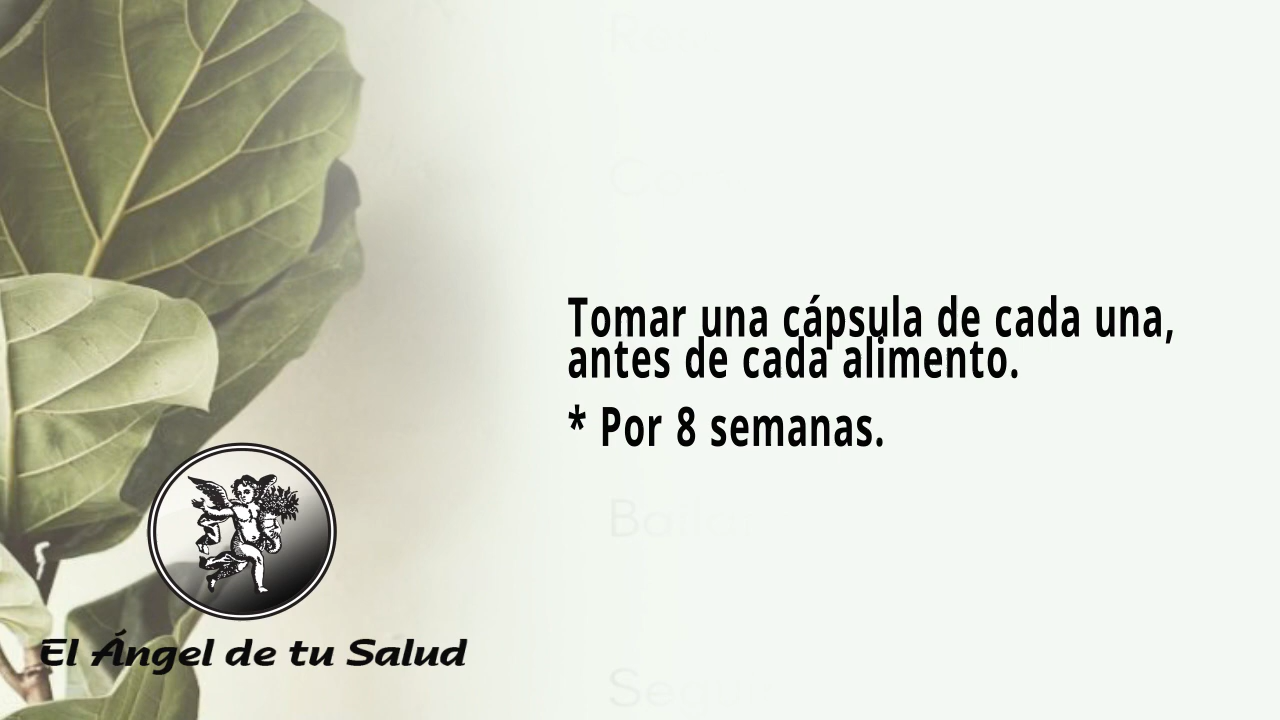 Tomar una cápsula de cada una,
antes de cada alimento.
* Por 8 semanas.
El Ángel de tu Salud